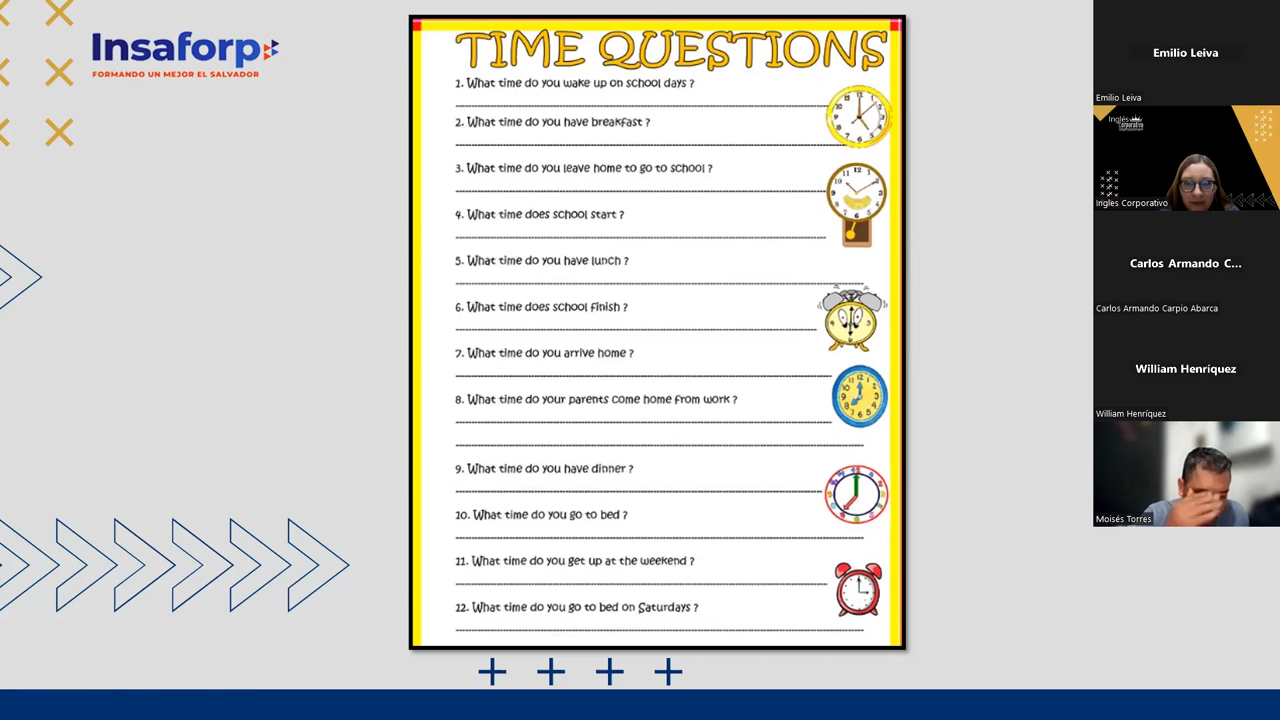 Insaforp
FORMANDO UN MEJOR EL SALVADOR
TIME QUESTIONS
1. What time do you wake up on school days ?
2. What time do you have breakfast ?
3. What time do you leave home to go to school ?
4. What time does school start ?
5. What time do you have lunch ?
6. What time does school finish ?
7. What time do you arrive home ?
8. What time do your parents come home from work ?
9. What time do you have dinner ?
10. What time do you go to bed ?
11. What time do you get up at the weekend ?
12. What time do you go to bed on Saturdays ?
Emilio Leiva
Emilio Leiva
Inglés
Corporativo
Ingles Corporativo
Carlos Armando C...
Carlos Armando Carpio Abarca
William Henríquez
William Henríquez
Moisés Torres